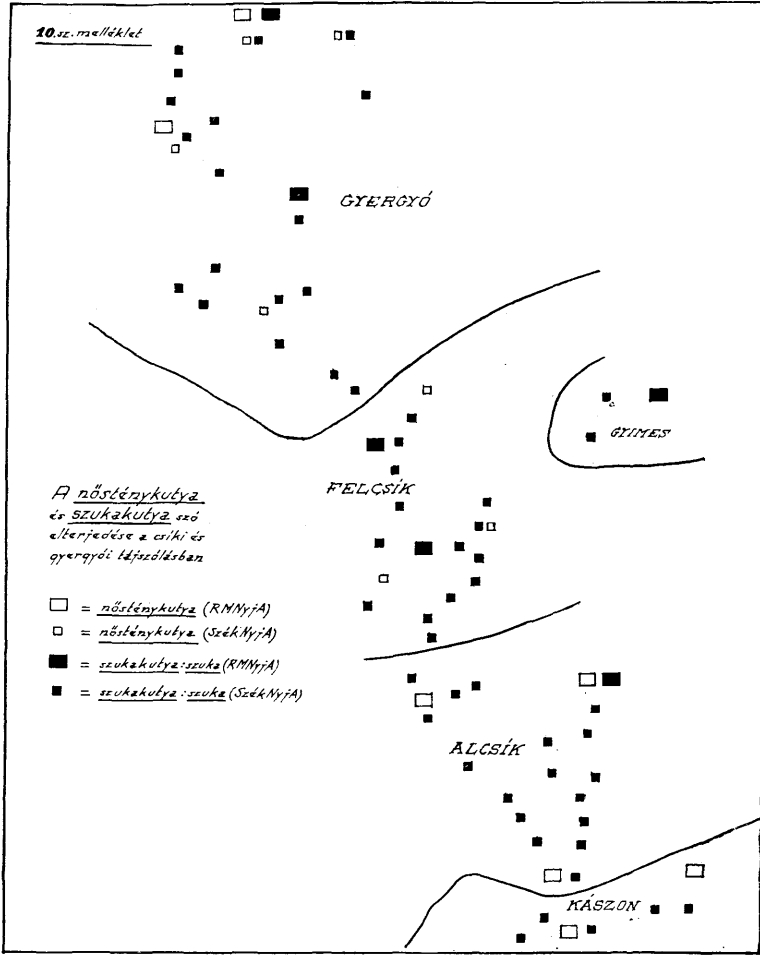 10.sz. melléklet
GYERGYÓ
GYIMES
FELCSÍK
A nősténykutya
és szukakutya szó
elterjedése a csíki és
gyergyói tájszólásban
= nősténykutya (RMNyjA)
= nősténykutya (SzékNyjA)
= szukakutya:szuka (RMNyjA)
= szukakutya:szuka (SzékNyjA)
ALCSÍK
KÁSZON